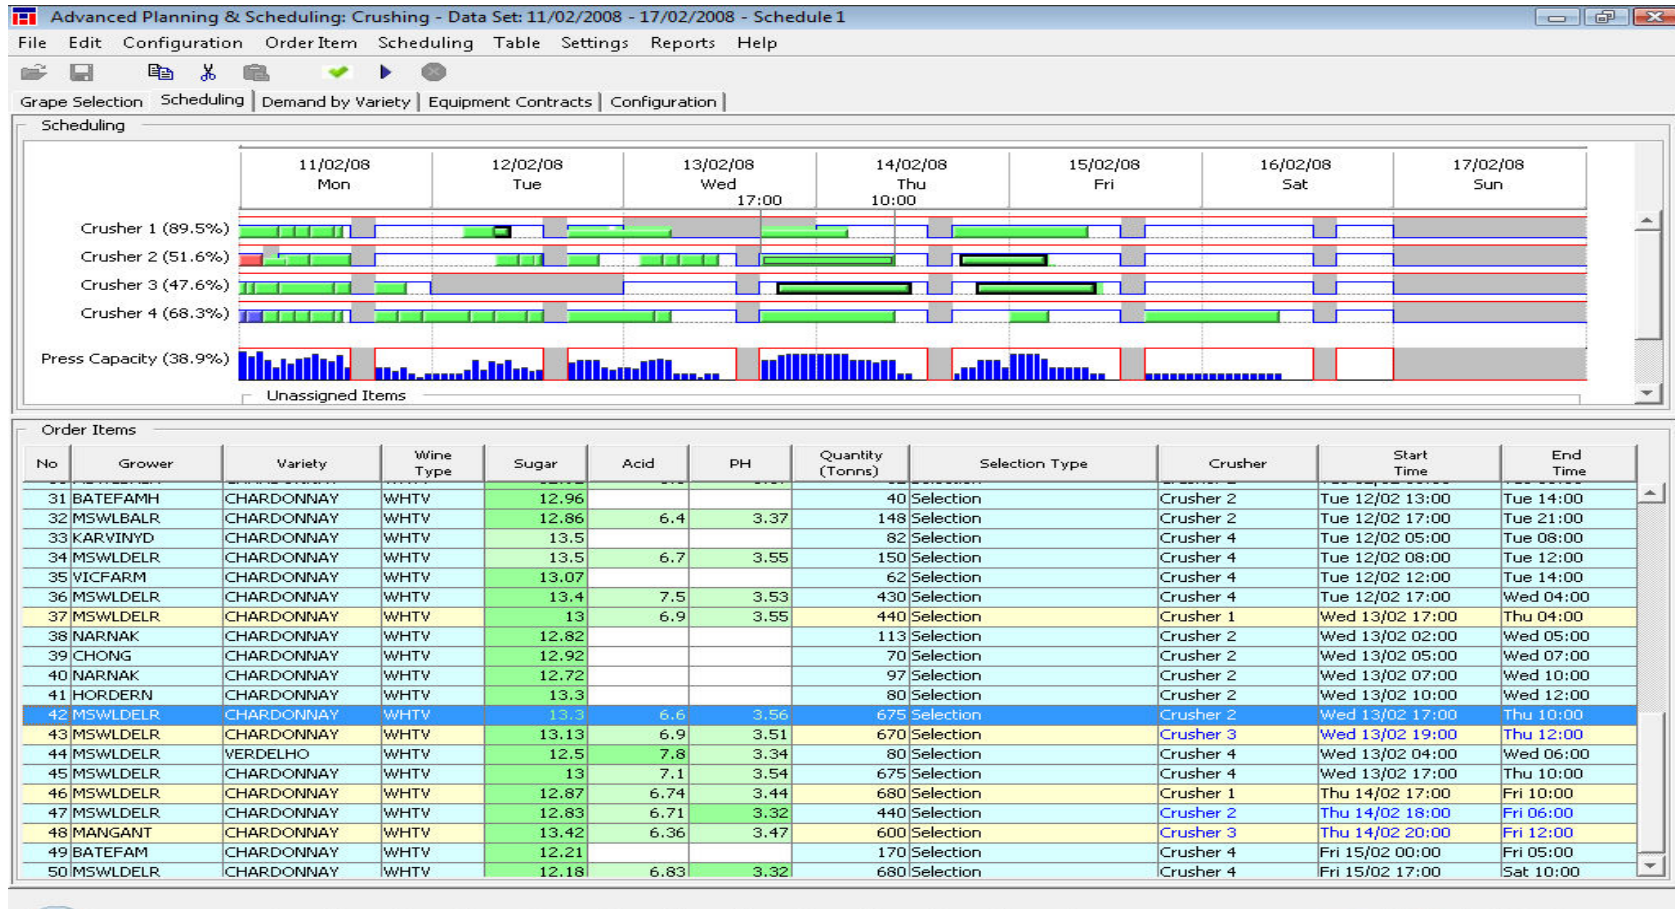 Advanced Planning & Scheduling: Crushing - Data Set: 11/02/2008 - 17/02/2008 - Schedule 1
File Edit Configuration Order Item Scheduling Table Settings Reports Help
Grape Selection Scheduling Demand by Variety Equipment Contracts Configuration
Scheduling
11/02/08 12/02/08 13/02/08 14/02/08 15/02/08 16/02/08 17/02/08
Mon Tue Wed Thu Fri Sat Sun
17:00 10:00
Crusher 1 (89.5%)
Crusher 2 (51.6%)
Crusher 3 (47.6%)
Crusher 4 (68.3%)
Press Capacity (38.9%)
Unassigned Items
Order Items
No Grower Variety Wine Type Sugar Acid PH Quantity (Tonns) Selection Type Crusher Start Time End Time
31 BATEFAMH CHARDONNAY WHTV 12.96 40 Selection Crusher 2 Tue 12/02 13:00 Tue 14:00
32 MSWLBALR CHARDONNAY WHTV 12.86 6.4 3.37 148 Selection Crusher 2 Tue 12/02 17:00 Tue 21:00
33 KARVINYD CHARDONNAY WHTV 13.5 82 Selection Crusher 4 Tue 12/02 05:00 Tue 08:00
34 MSWLDELR CHARDONNAY WHTV 13.5 6.7 3.55 150 Selection Crusher 4 Tue 12/02 08:00 Tue 12:00
35 VICFARM CHARDONNAY WHTV 13.07 62 Selection Crusher 4 Tue 12/02 12:00 Tue 14:00
36 MSWLDELR CHARDONNAY WHTV 13.4 7.5 3.53 430 Selection Crusher 4 Tue 12/02 17:00 Wed 04:00
37 MSWLDELR CHARDONNAY WHTV 13 6.9 3.55 440 Selection Crusher 1 Wed 13/02 17:00 Thu 04:00
38 NARNAK CHARDONNAY WHTV 12.82 113 Selection Crusher 2 Wed 13/02 02:00 Wed 05:00
39 CHONG CHARDONNAY WHTV 12.92 70 Selection Crusher 2 Wed 13/02 05:00 Wed 07:00
40 NARNAK CHARDONNAY WHTV 12.72 97 Selection Crusher 2 Wed 13/02 07:00 Wed 10:00
41 HORDERN CHARDONNAY WHTV 13.3 80 Selection Crusher 2 Wed 13/02 10:00 Wed 12:00
42 MSWLDELR CHARDONNAY WHTV 13.3 6.6 3.56 675 Selection Crusher 2 Wed 13/02 17:00 Thu 10:00
43 MSWLDELR CHARDONNAY WHTV 13.13 6.9 3.51 670 Selection Crusher 3 Wed 13/02 19:00 Thu 12:00
44 MSWLDELR VERDELHO WHTV 12.5 7.8 3.34 80 Selection Crusher 4 Wed 13/02 04:00 Wed 06:00
45 MSWLDELR CHARDONNAY WHTV 13 7.1 3.54 675 Selection Crusher 4 Wed 13/02 17:00 Thu 10:00
46 MSWLDELR CHARDONNAY WHTV 12.87 6.74 3.44 680 Selection Crusher 1 Thu 14/02 17:00 Fri 10:00
47 MSWLDELR CHARDONNAY WHTV 12.83 6.71 3.32 440 Selection Crusher 2 Thu 14/02 18:00 Fri 06:00
48 MANGANT CHARDONNAY WHTV 13.42 6.36 3.47 600 Selection Crusher 3 Thu 14/02 20:00 Fri 12:00
49 BATEFAM CHARDONNAY WHTV 12.21 170 Selection Crusher 4 Fri 15/02 00:00 Fri 05:00
50 MSWLDELR CHARDONNAY WHTV 12.18 6.83 3.32 680 Selection Crusher 4 Fri 15/02 17:00 Sat 10:00